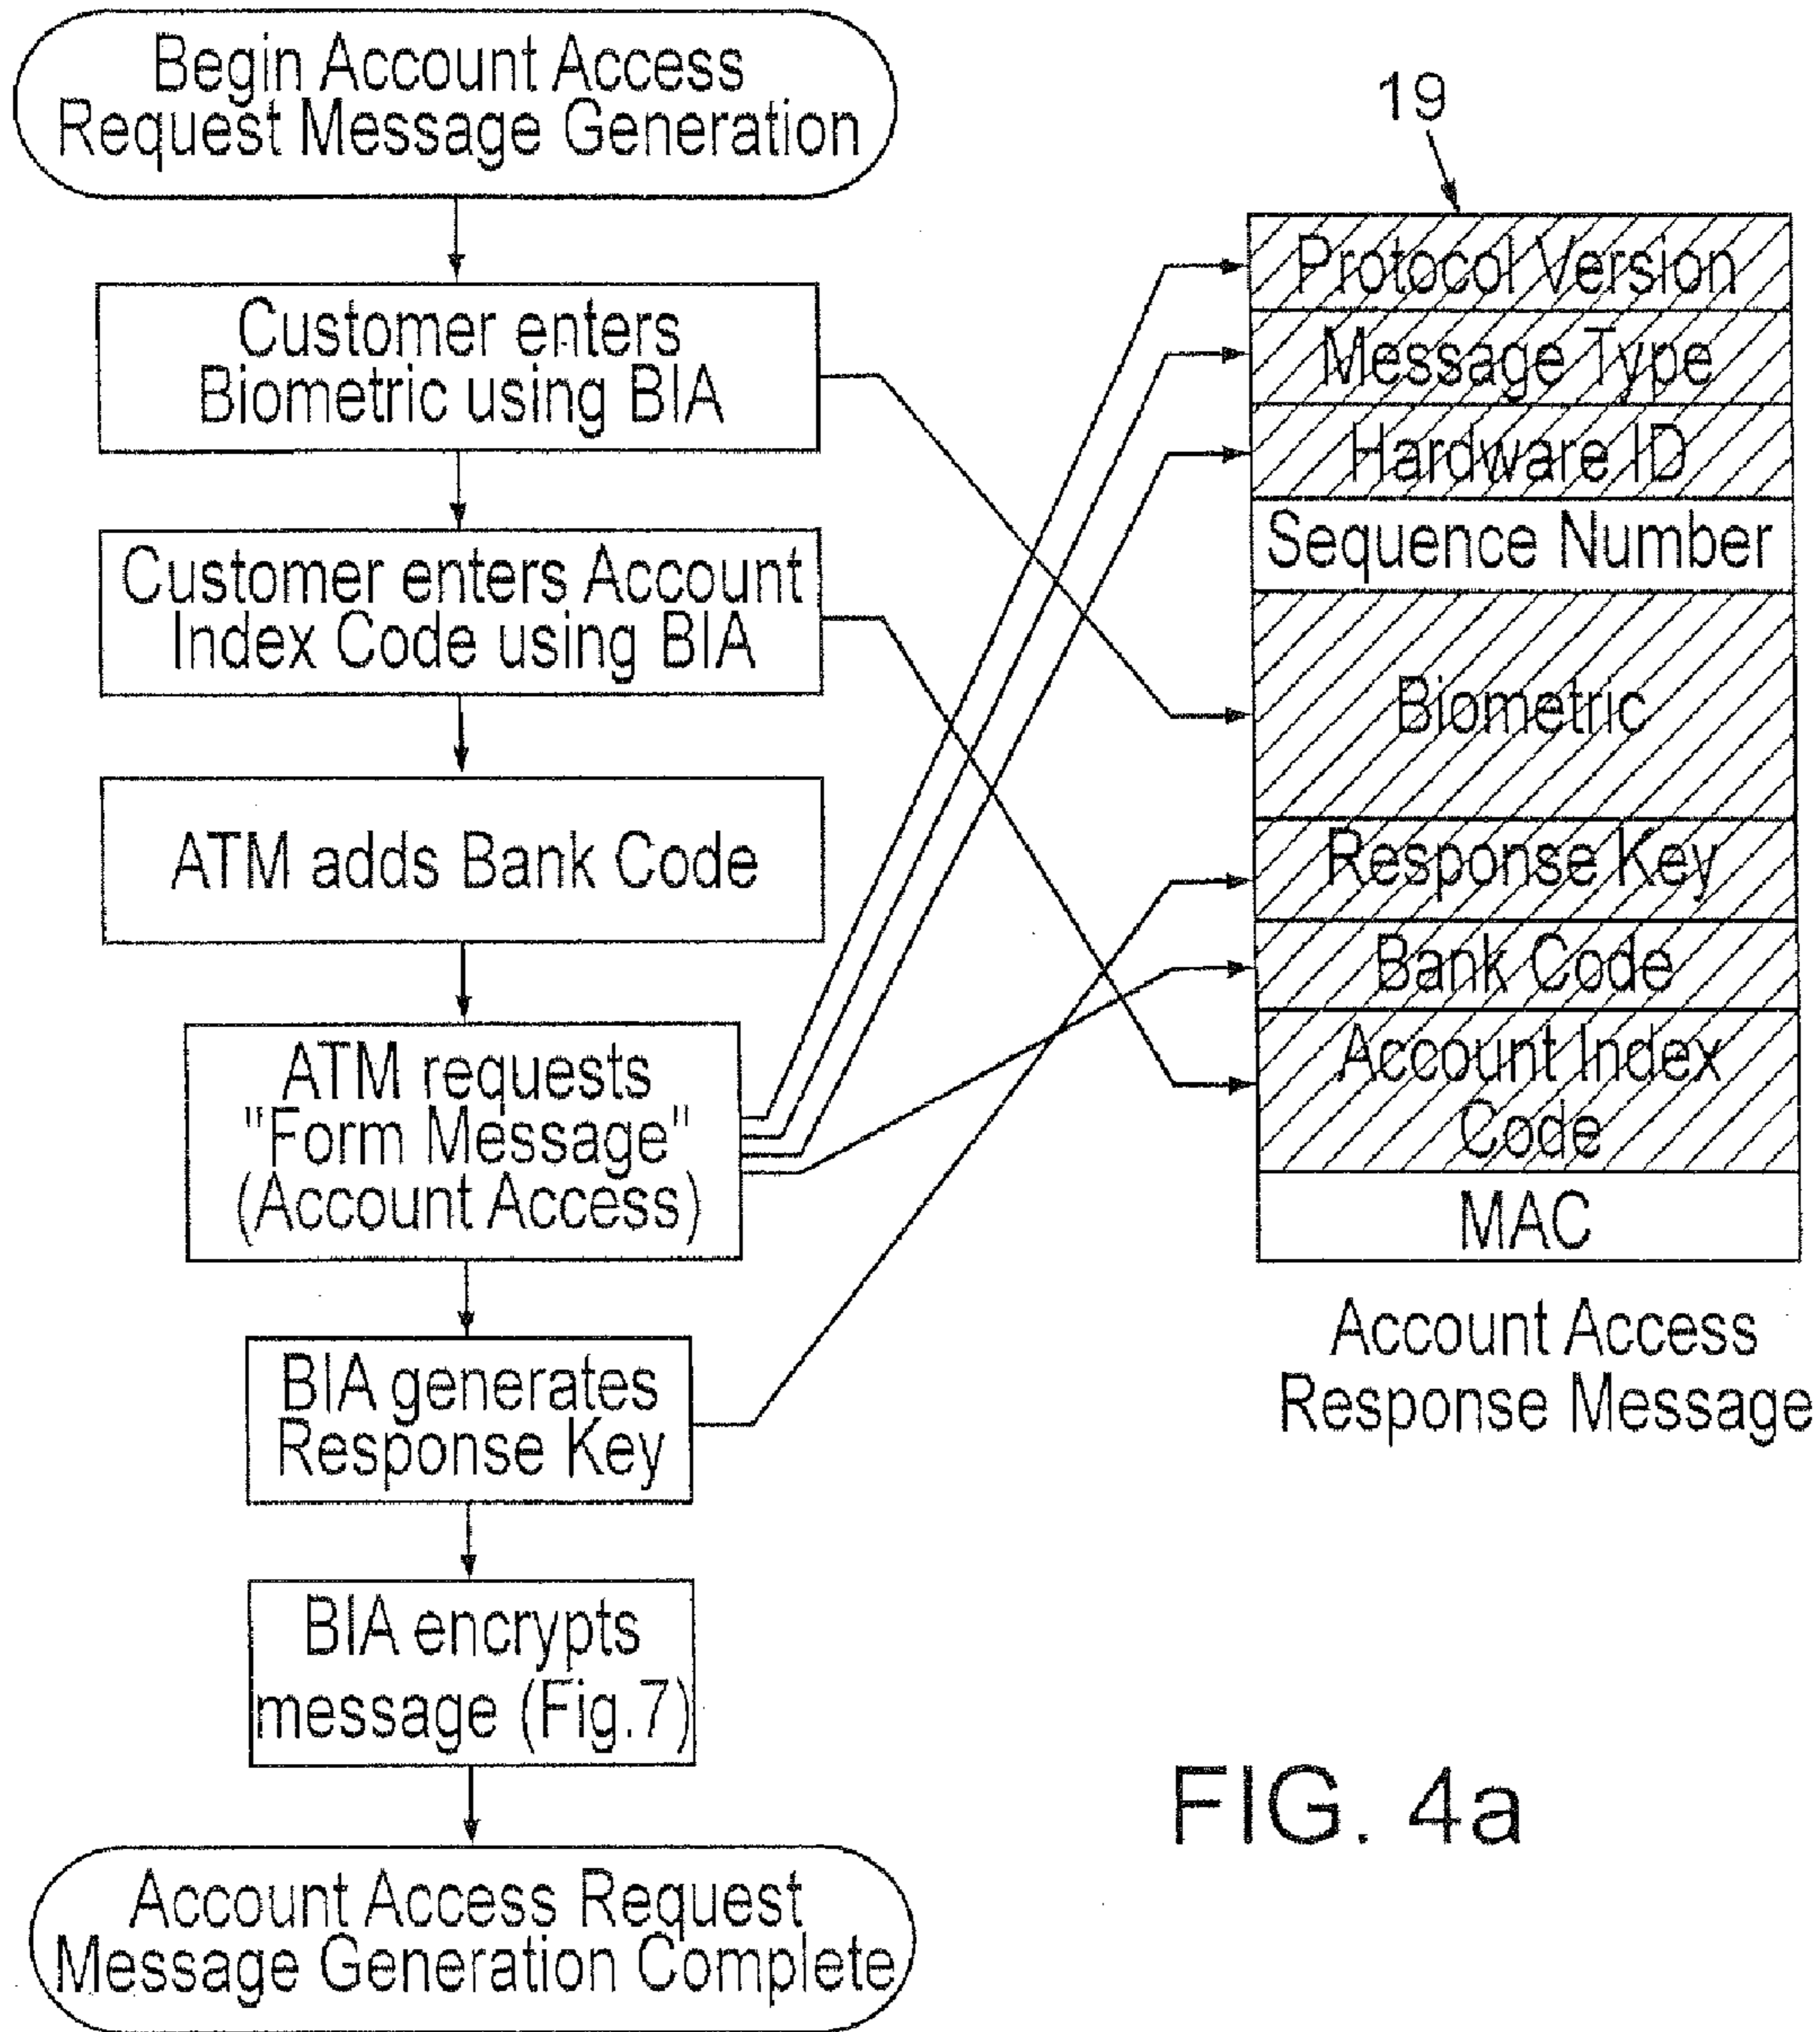 Begin Account Access
Request Message Generation
Customer enters
Biometric using BIA
Customer enters Account
Index Code using BIA
ATM adds Bank Code
ATM requests
"Form Message"
(Account Access)
BIA generates
Response Key
BIA encrypts
message (Fig.7)
Account Access Request
Message Generation Complete
19
Protocol Version
Message Type
Hardware ID
Sequence Number
Biometric
Response Key
Bank Code
Account Index
Code
MAC
Account Access
Response Message
FIG. 4a